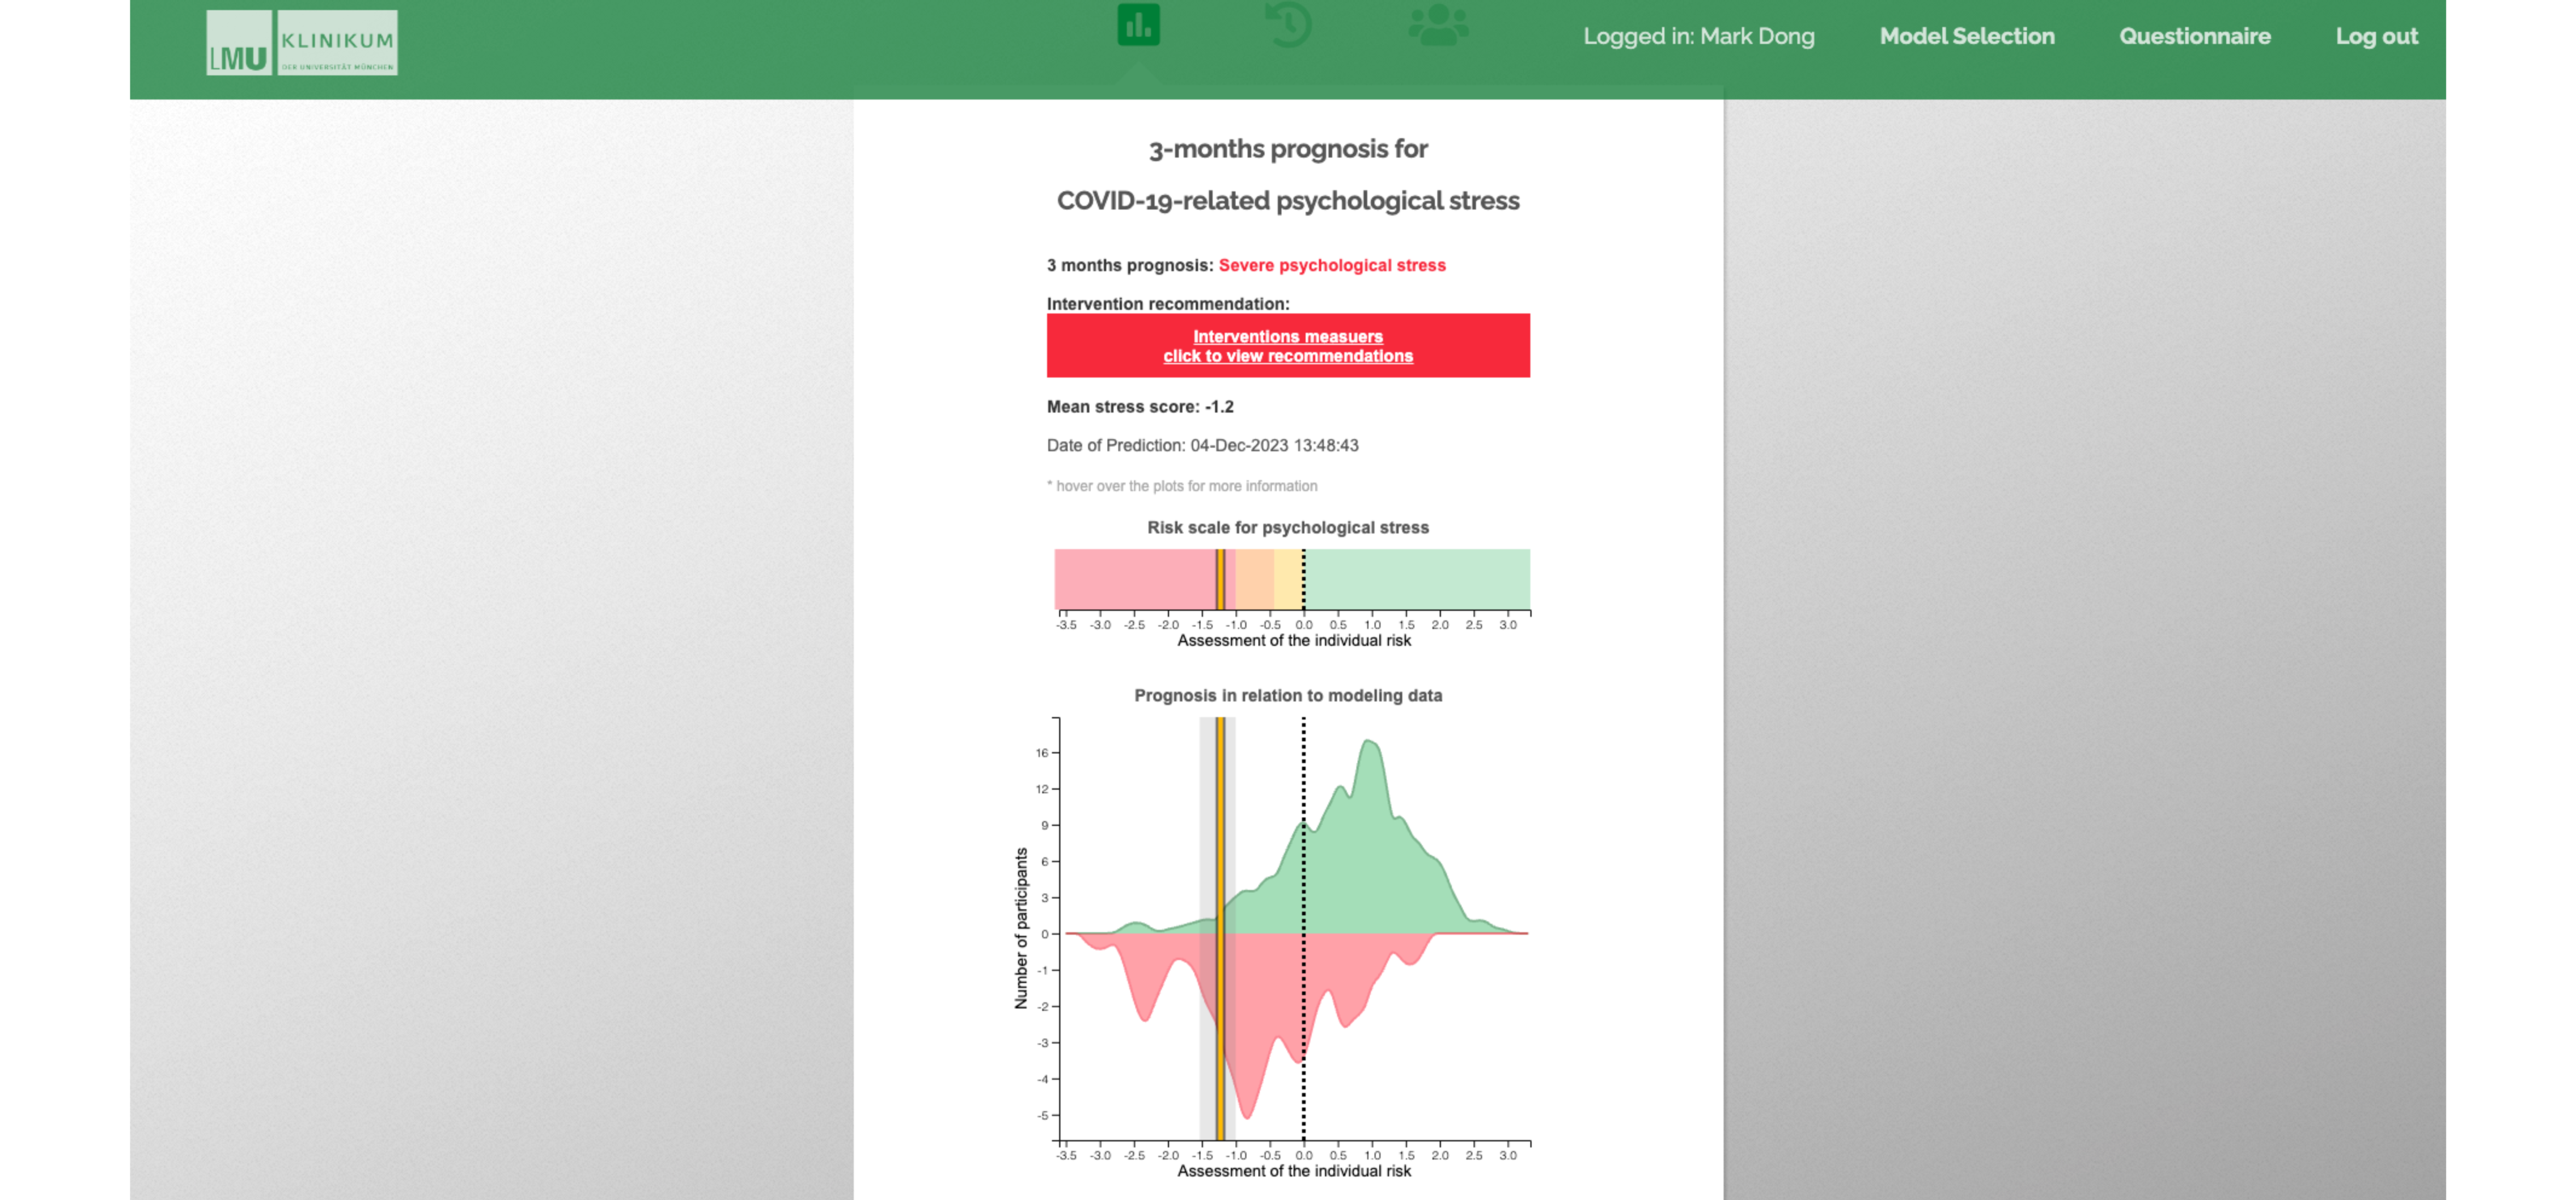 LMU KLINIKUM
DER UNIVERSITÄT MÜNCHEN
Logged in: Mark Dong
Model Selection
Questionnaire
Log out
3-months prognosis for
COVID-19-related psychological stress
3 months prognosis: Severe psychological stress
Intervention recommendation:
Interventions measuers
click to view recommendations
Mean stress score: -1.2
Date of Prediction: 04-Dec-2023 13:48:43
* hover over the plots for more information
Risk scale for psychological stress
-3.5 -3.0 -2.5 -2.0 -1.5 -1.0 -0.5 0.0 0.5 1.0 1.5 2.0 2.5 3.0
Assessment of the individual risk
Prognosis in relation to modeling data
Number of participants
16
12
9
6
3
0
-1
-2
-3
-4
-5
-3.5 -3.0 -2.5 -2.0 -1.5 -1.0 -0.5 0.0 0.5 1.0 1.5 2.0 2.5 3.0
Assessment of the individual risk